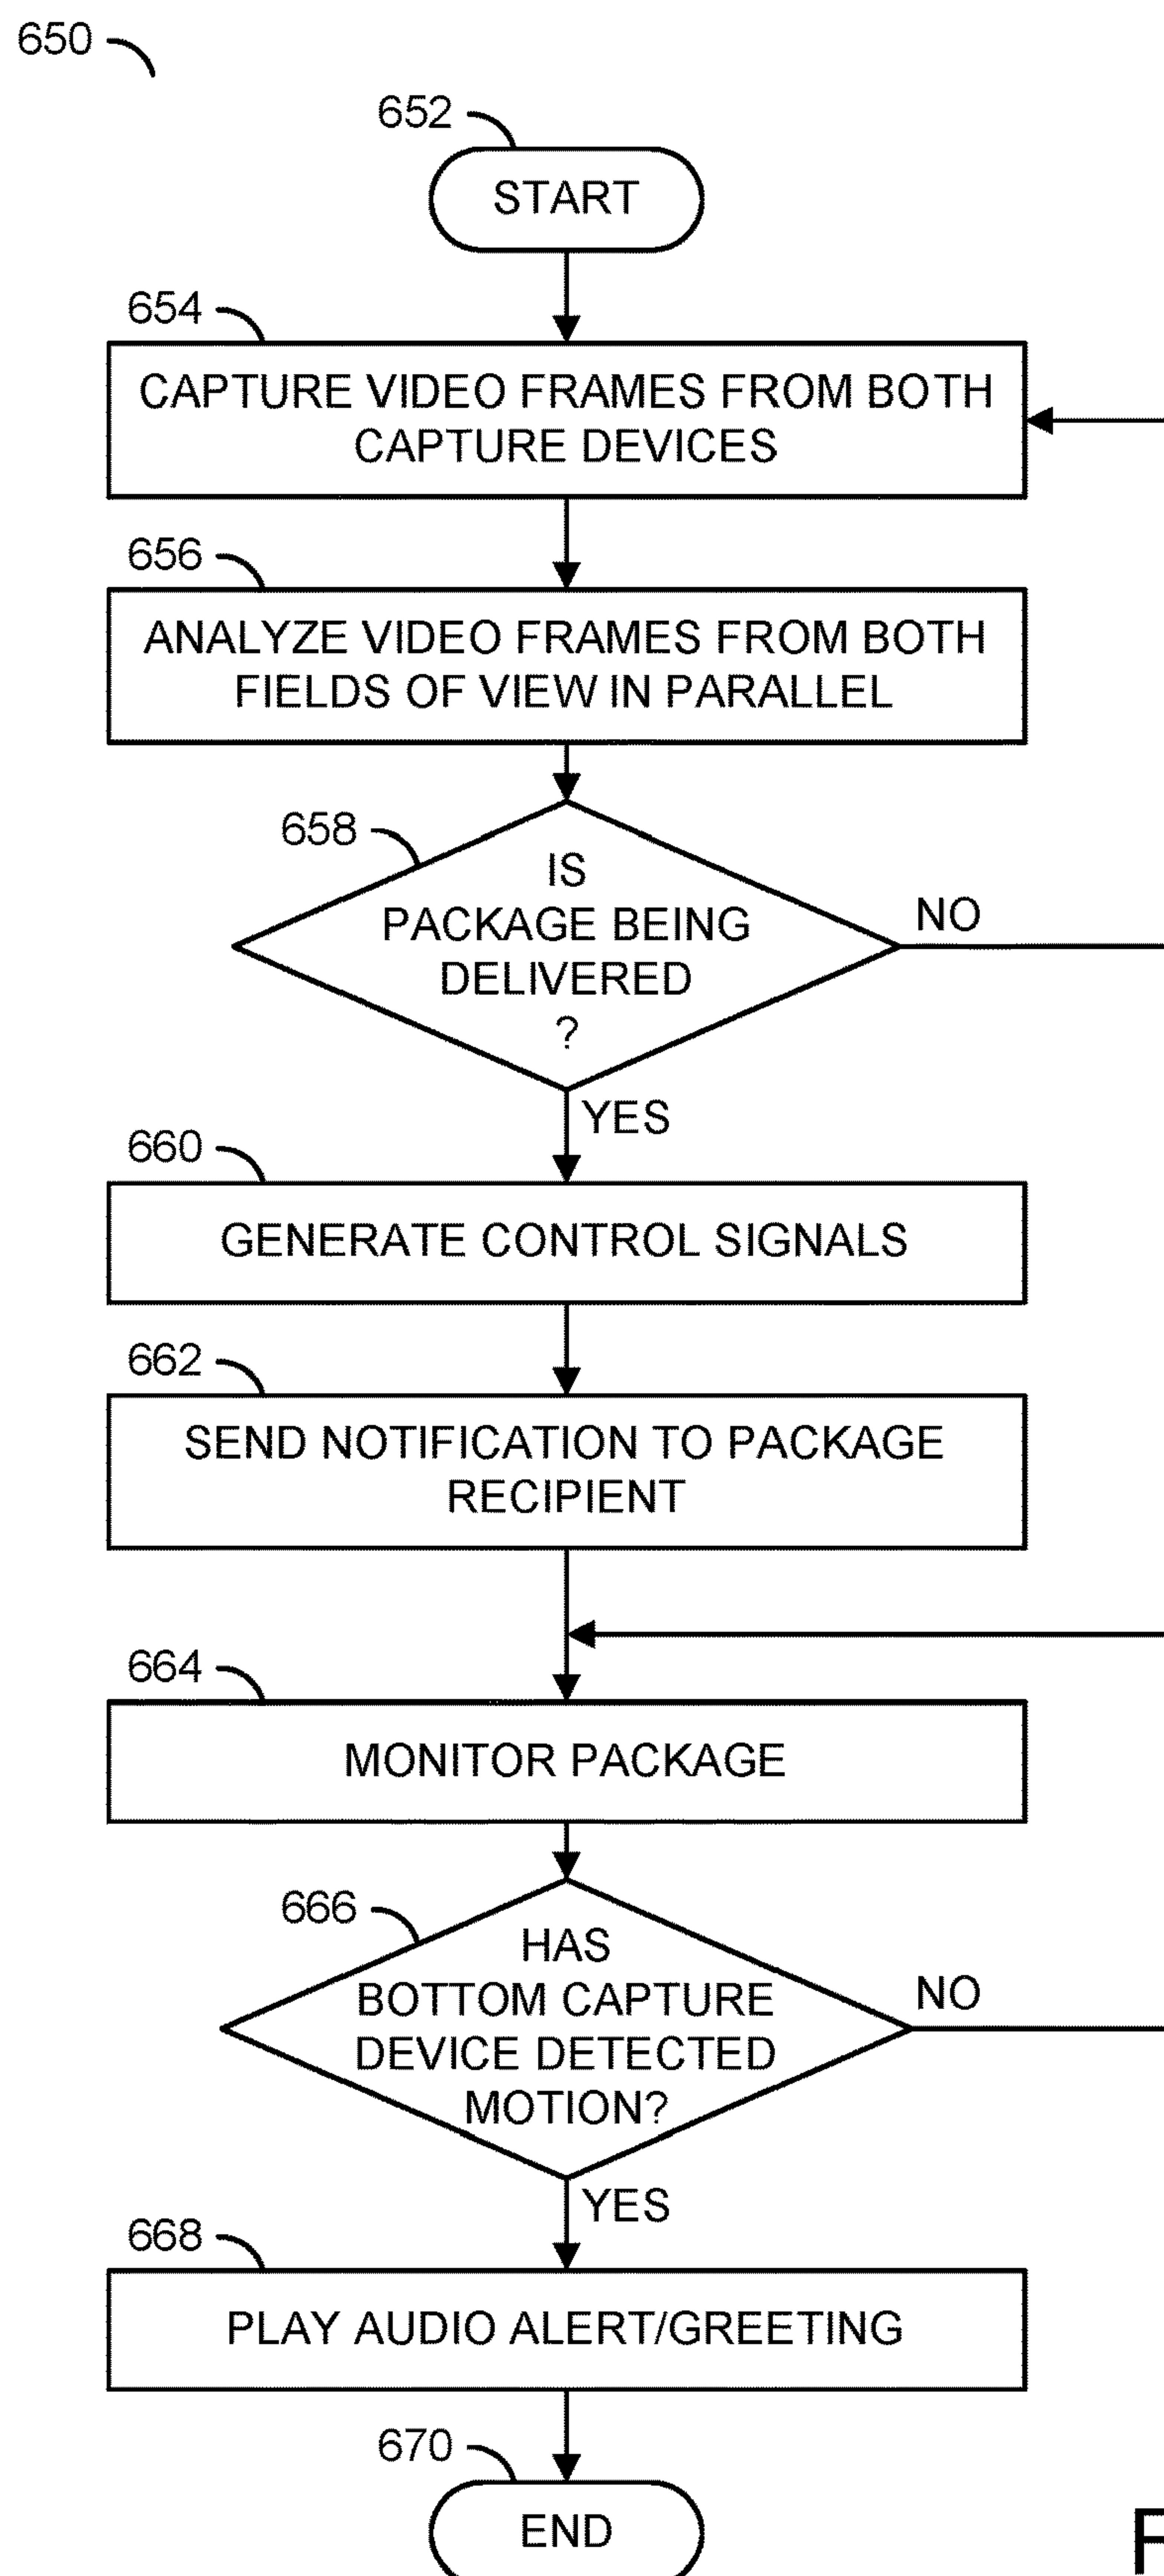 650
652
START
654
CAPTURE VIDEO FRAMES FROM BOTH
CAPTURE DEVICES
656
ANALYZE VIDEO FRAMES FROM BOTH
FIELDS OF VIEW IN PARALLEL
658
IS
PACKAGE BEING
DELIVERED
?
NO
YES
660
GENERATE CONTROL SIGNALS
662
SEND NOTIFICATION TO PACKAGE
RECIPIENT
664
MONITOR PACKAGE
666
HAS
BOTTOM CAPTURE
DEVICE DETECTED
MOTION?
NO
YES
668
PLAY AUDIO ALERT/GREETING
670
END